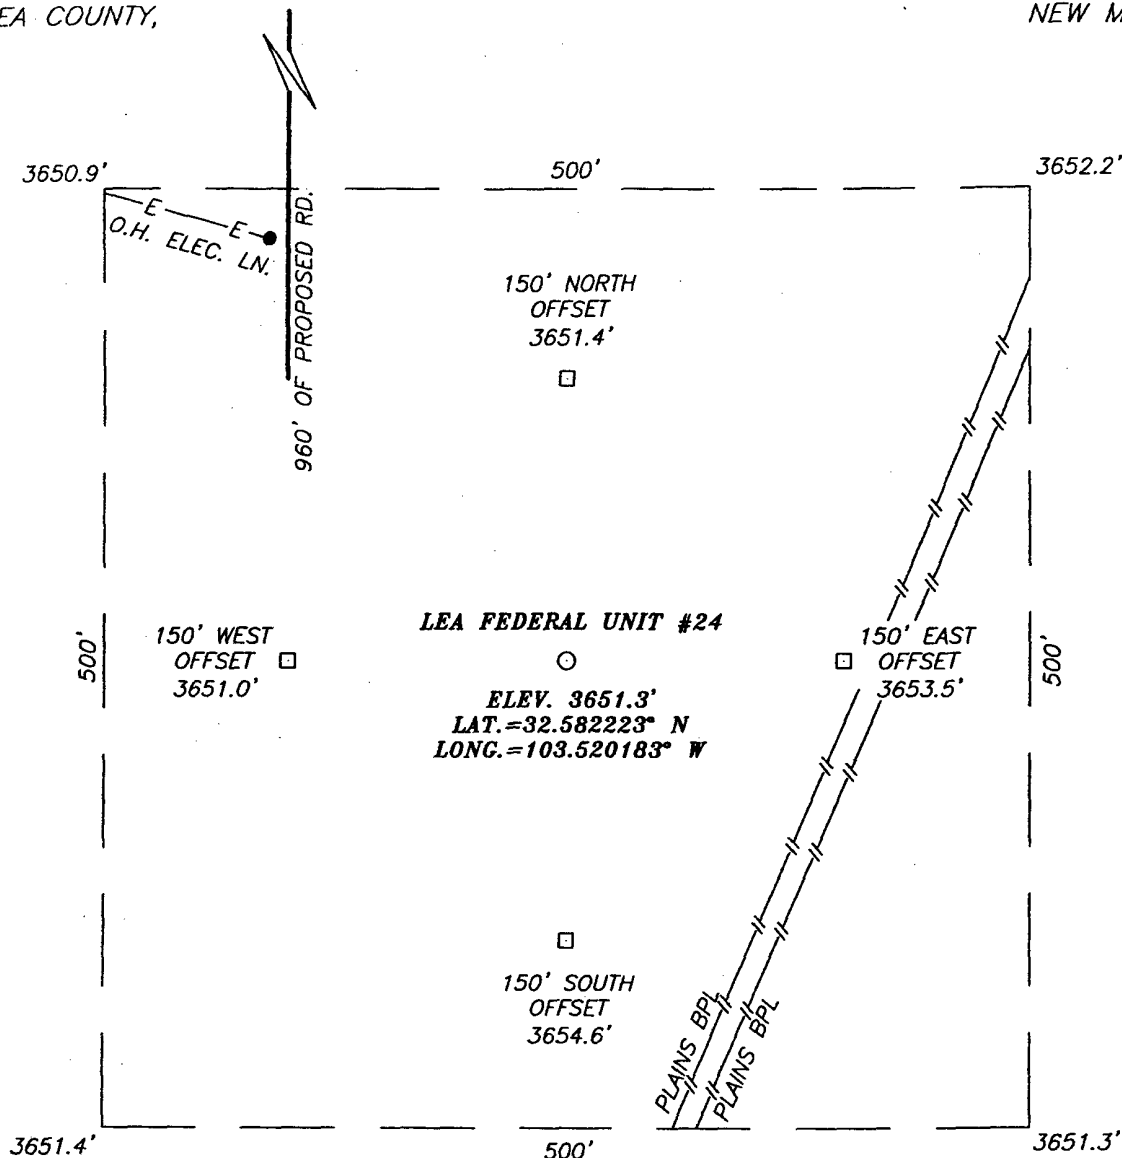 EA COUNTY,
NEW M
3650.9'
500'
3652.2'
E
E
O.H. ELEC. LN.
960' OF PROPOSED RD.
150' NORTH
OFFSET
3651.4'
LEA FEDERAL UNIT #24
150' WEST
OFFSET
3651.0'
500'
150' EAST
OFFSET
3653.5'
500'
ELEV. 3651.3'
LAT.=32.582223° N
LONG.=103.520183° W
150' SOUTH
OFFSET
3654.6'
PLAINS BPL
PLAINS BPL
3651.4'
500'
3651.3'